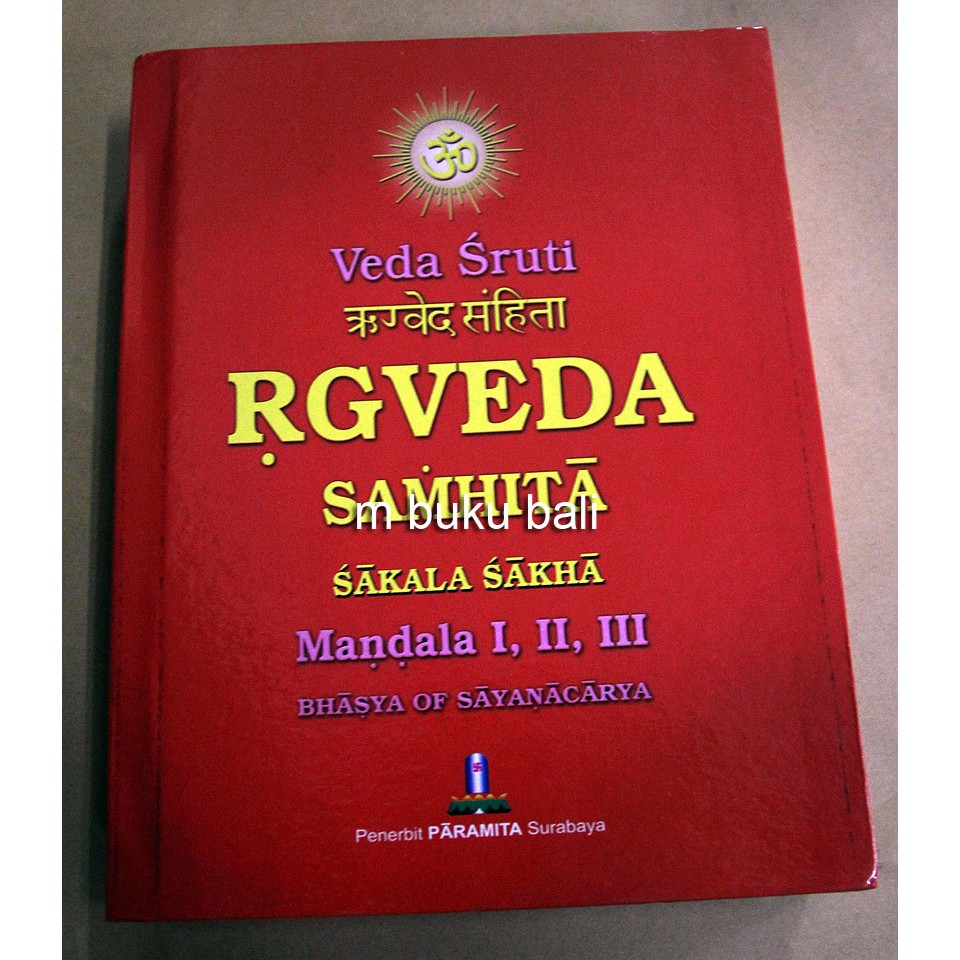 ॐ
Veda Śruti
ऋग्वेद संहिता
ṚGVEDA
SAṀHITĀ
m buku bali
ŚĀKALA ŚĀKHĀ
Maṇḍala I, II, III
BHĀṢYA OF SĀYAṆĀCĀRYA
Penerbit PĀRAMITA Surabaya